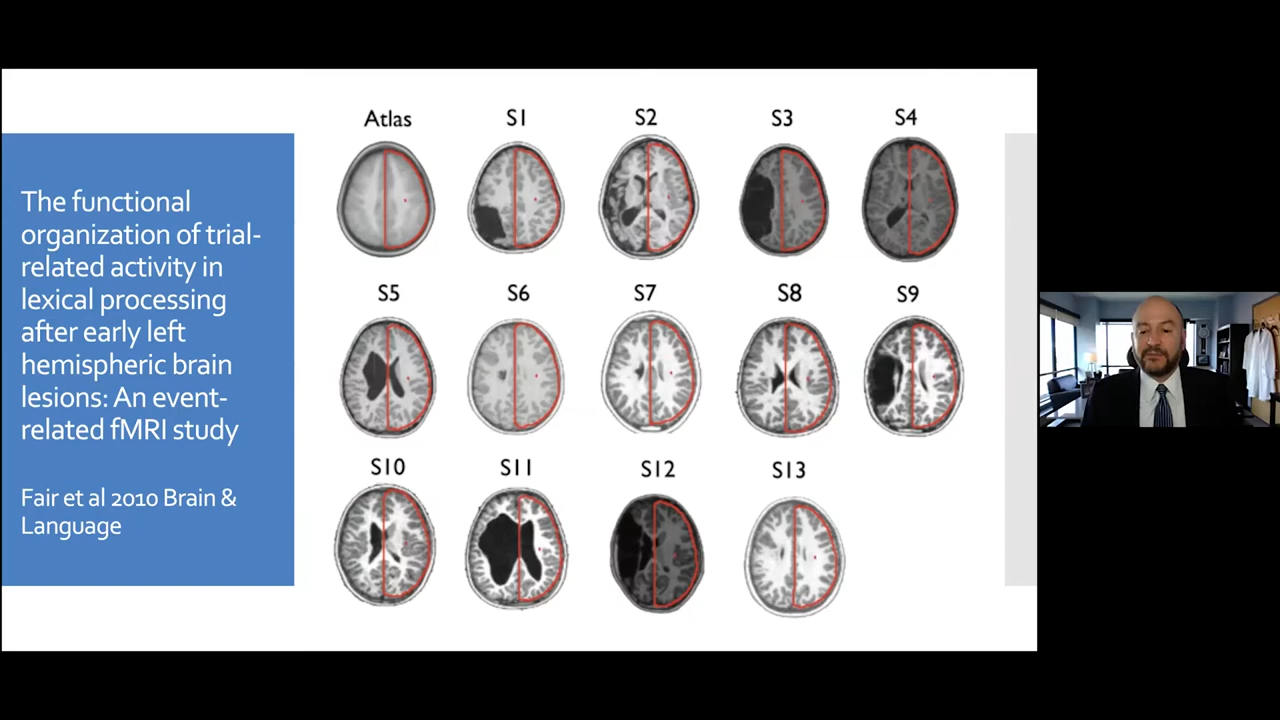 The functional
organization of trial-
related activity in
lexical processing
after early left
hemispheric brain
lesions: An event-
related fMRI study
Fair et al 2010 Brain &
Language
Atlas S1 S2 S3 S4
S5 S6 S7 S8 S9
S10 S11 S12 S13